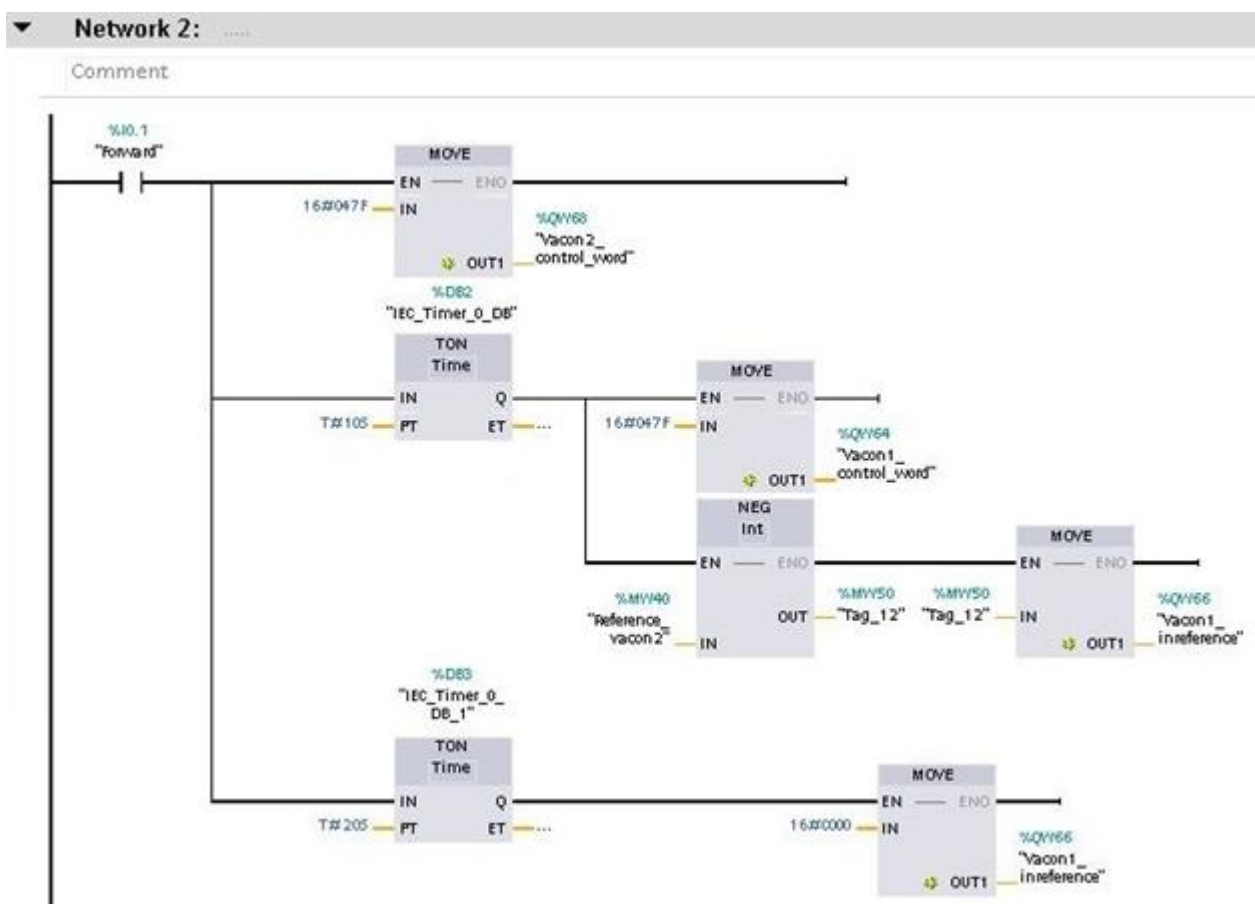 Network 2: .....
Comment
%I0.1
"Forward"
MOVE
EN ENO
16#047F IN
%QW68
"Vacon2_
control_word"
OUT1
%DB2
"IEC_Timer_0_DB"
TON
Time
IN Q
T#10S PT ET ...
MOVE
EN ENO
16#047F IN
%QW64
"Vacon1_
control_word"
OUT1
NEG
Int
EN ENO
%MW40
"Reference_
vacon2"
IN
OUT
%MW50
"Tag_12"
MOVE
EN ENO
%MW50
"Tag_12"
IN
%QW66
"Vacon1_
inreference"
OUT1
%DB3
"IEC_Timer_0_
DB_1"
TON
Time
IN Q
T#20S PT ET ...
MOVE
EN ENO
16#C000 IN
%QW66
"Vacon1_
inreference"
OUT1